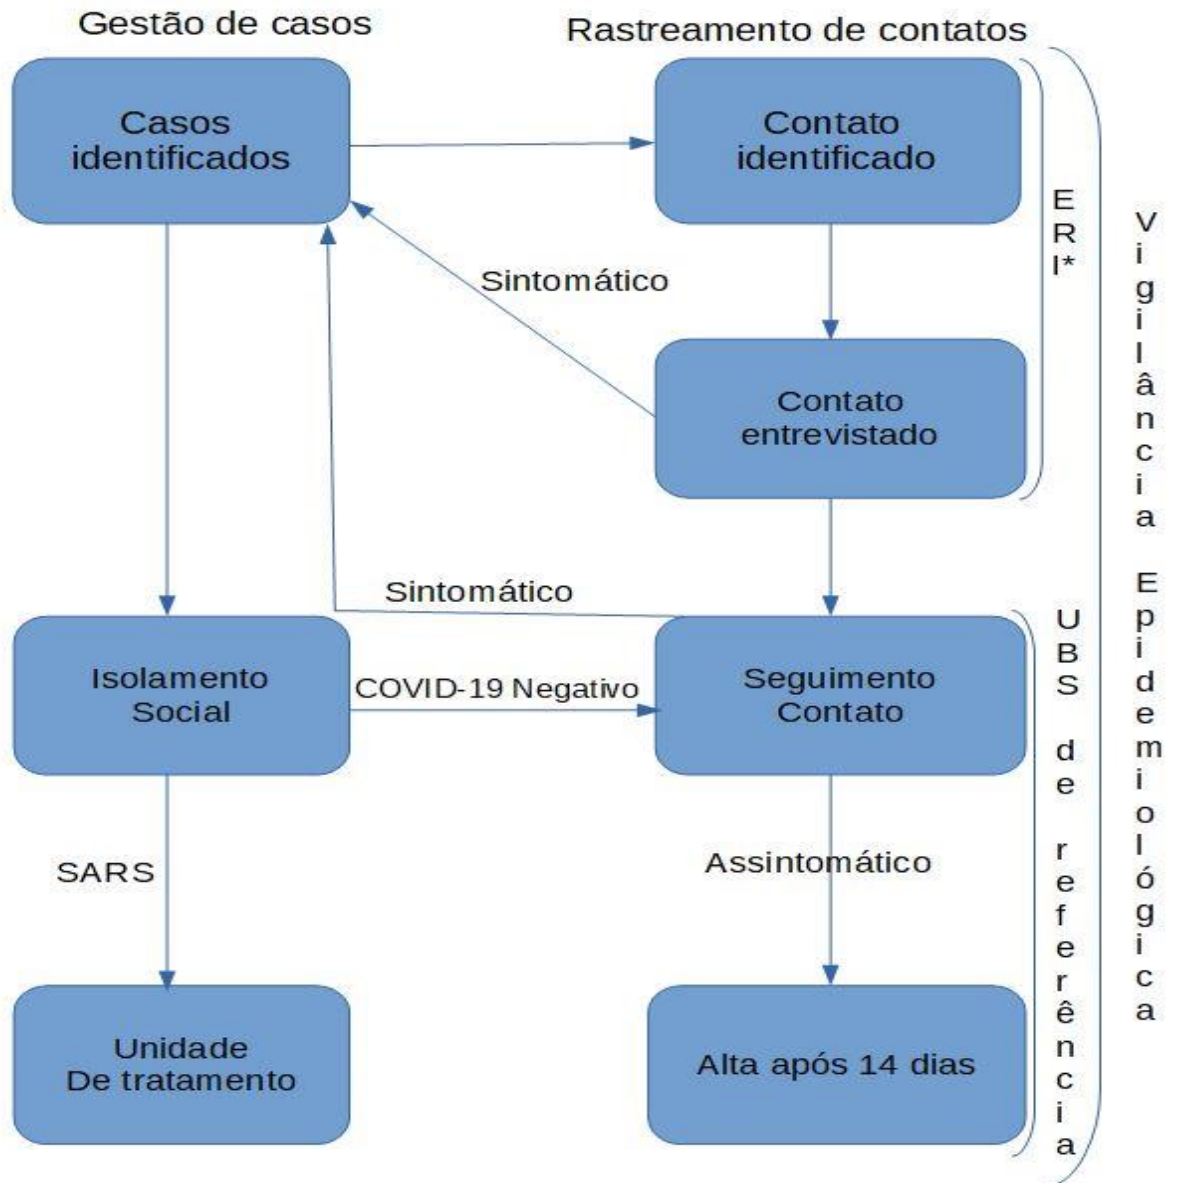 Gestão de casos
Rastreamento de contatos
Casos
identificados
Contato
identificado
Sintomático
Contato
entrevistado
Sintomático
Isolamento
Social
COVID-19 Negativo
Seguimento
Contato
SARS
Assintomático
Unidade
De tratamento
Alta após 14 dias
ERI*
UBS de referência
Vigilância Epidemiológica